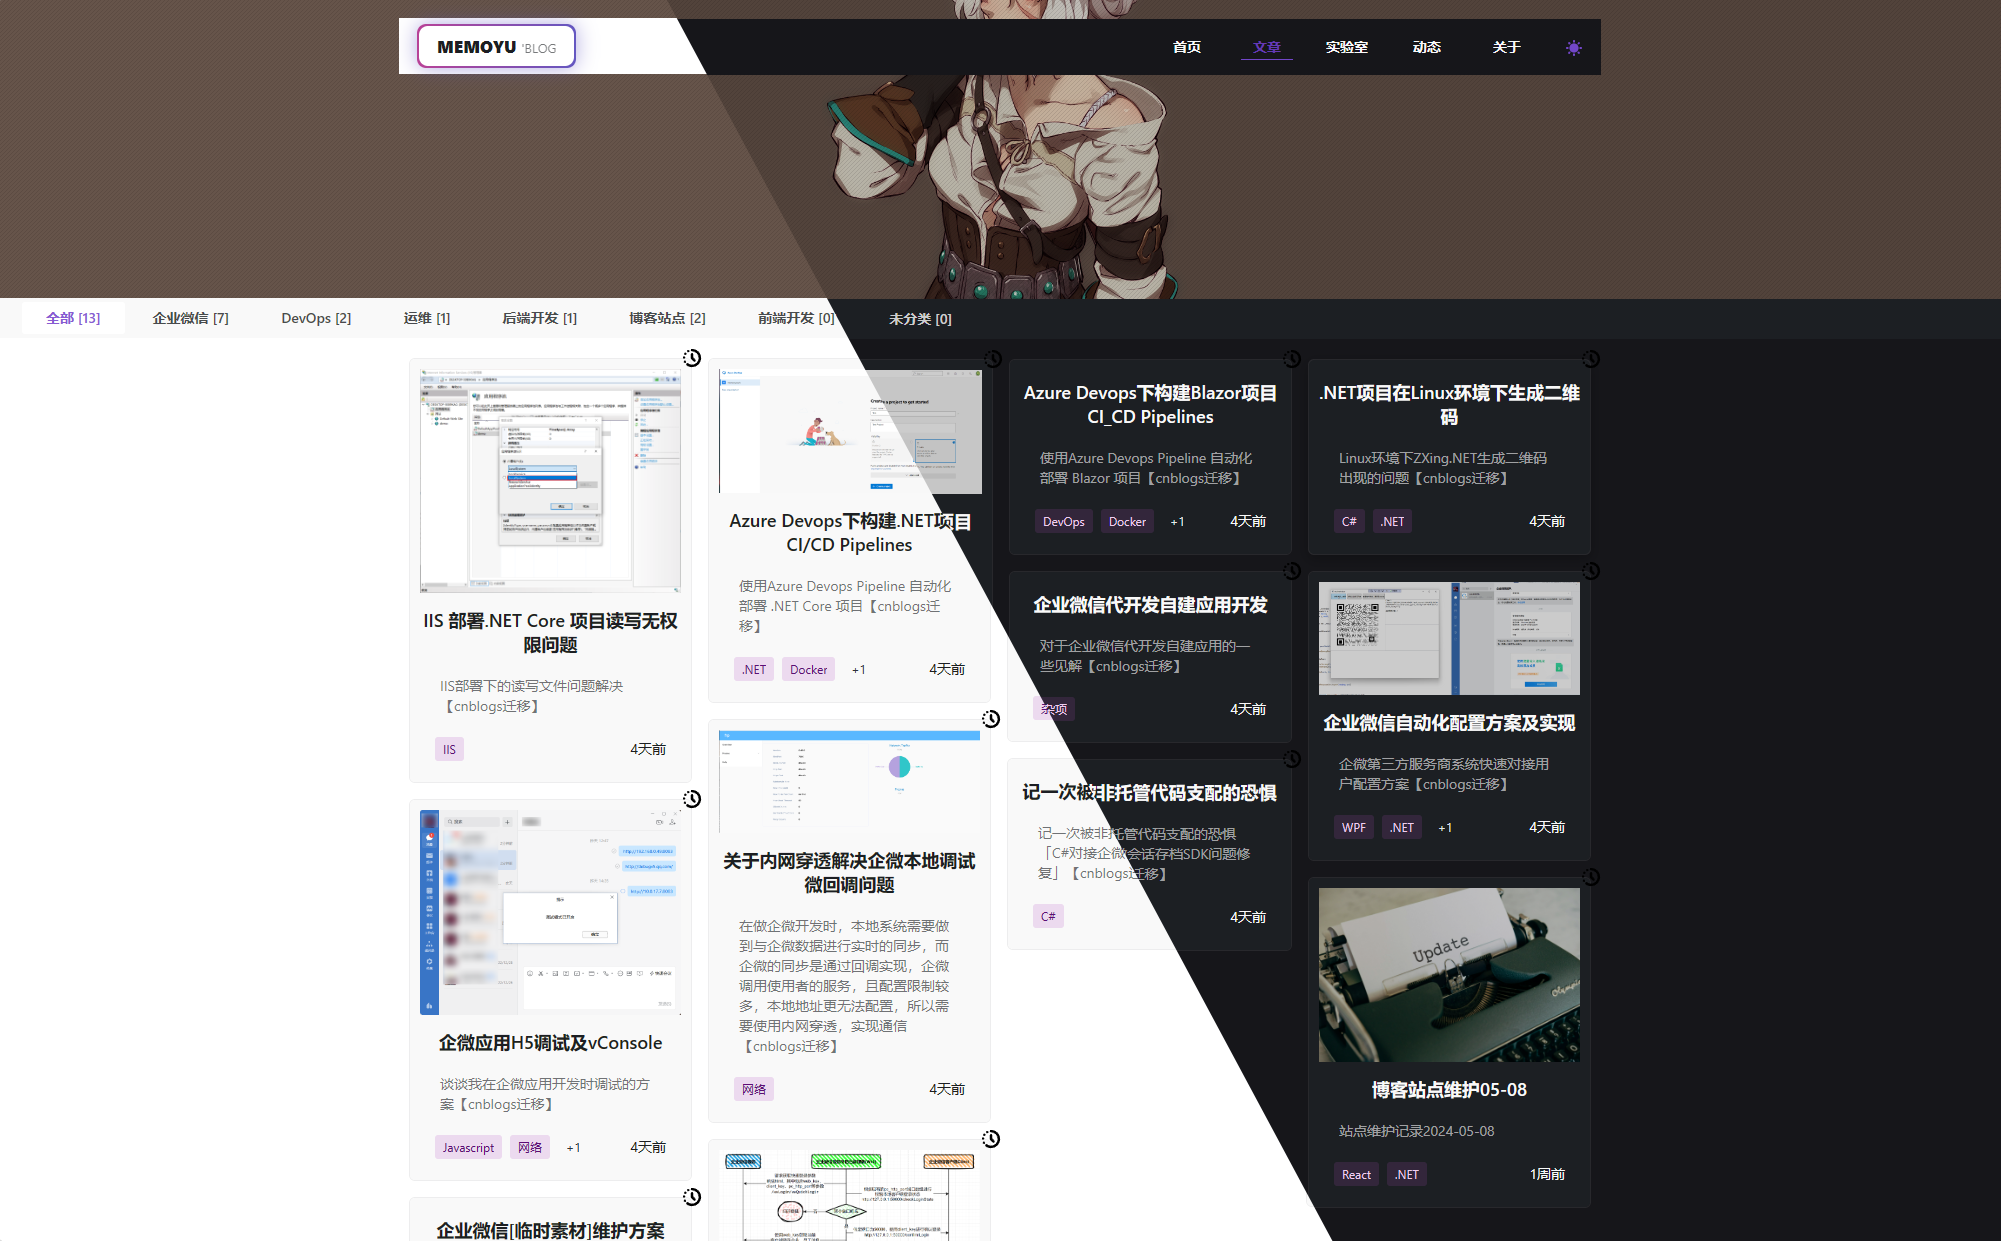 MEMOYU 'BLOG
首页
文章
实验室
动态
关于
全部 [13]
企业微信 [7]
DevOps [2]
运维 [1]
后端开发 [1]
博客站点 [2]
前端开发 [0]
未分类 [0]
IIS 部署.NET Core 项目读写无权
限问题
IIS部署下的读写文件问题解决
【cnblogs迁移】
IIS
4天前
企微应用H5调试及vConsole
谈谈我在企微应用开发时调试的方
案【cnblogs迁移】
Javascript
网络
+1
4天前
企业微信[临时素材]维护方案
Create a project to get started
Azure Devops下构建.NET项目
CI/CD Pipelines
使用Azure Devops Pipeline 自动化
部署 .NET Core 项目【cnblogs迁
移】
.NET
Docker
+1
4天前
关于内网穿透解决企微本地调试
微回调问题
在做企微开发时，本地系统需要做
到与企微数据进行实时的同步，而
企微的同步是通过回调实现，企微
调用使用者的服务，且配置限制较
多，本地地址更无法配置，所以需
要使用内网穿透，实现通信
【cnblogs迁移】
网络
4天前
Azure Devops下构建Blazor项目
CI_CD Pipelines
使用Azure Devops Pipeline 自动化
部署 Blazor 项目【cnblogs迁移】
DevOps
Docker
+1
4天前
企业微信代开发自建应用开发
对于企业微信代开发自建应用的一
些见解【cnblogs迁移】
杂项
4天前
记一次被非托管代码支配的恐惧
记一次被非托管代码支配的恐惧
「C#对接企微会话存档SDK问题修
复」【cnblogs迁移】
C#
4天前
.NET项目在Linux环境下生成二维
码
Linux环境下ZXing.NET生成二维码
出现的问题【cnblogs迁移】
C#
.NET
4天前
企业微信自动化配置方案及实现
企微第三方服务商系统快速对接用
户配置方案【cnblogs迁移】
WPF
.NET
+1
4天前
Update
博客站点维护05-08
站点维护记录2024-05-08
React
.NET
1周前